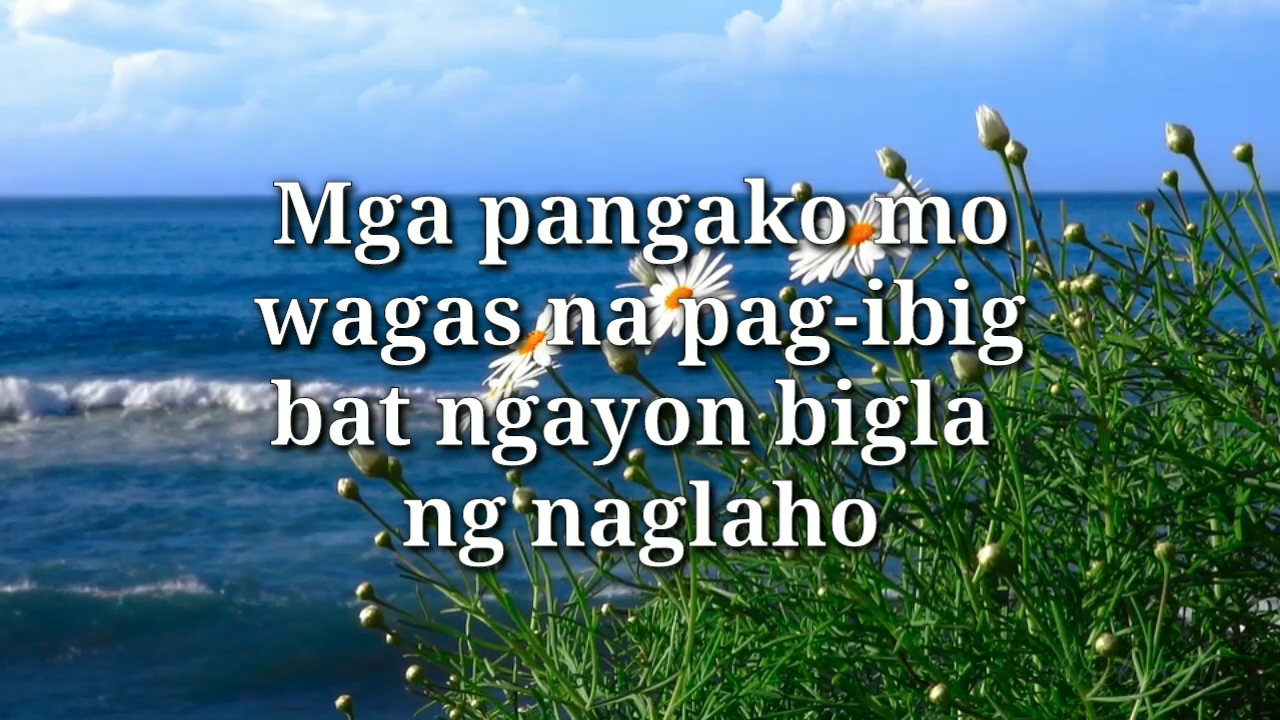 Mga pangako mo
wagas na pag-ibig
bat ngayon bigla
ng naglaho